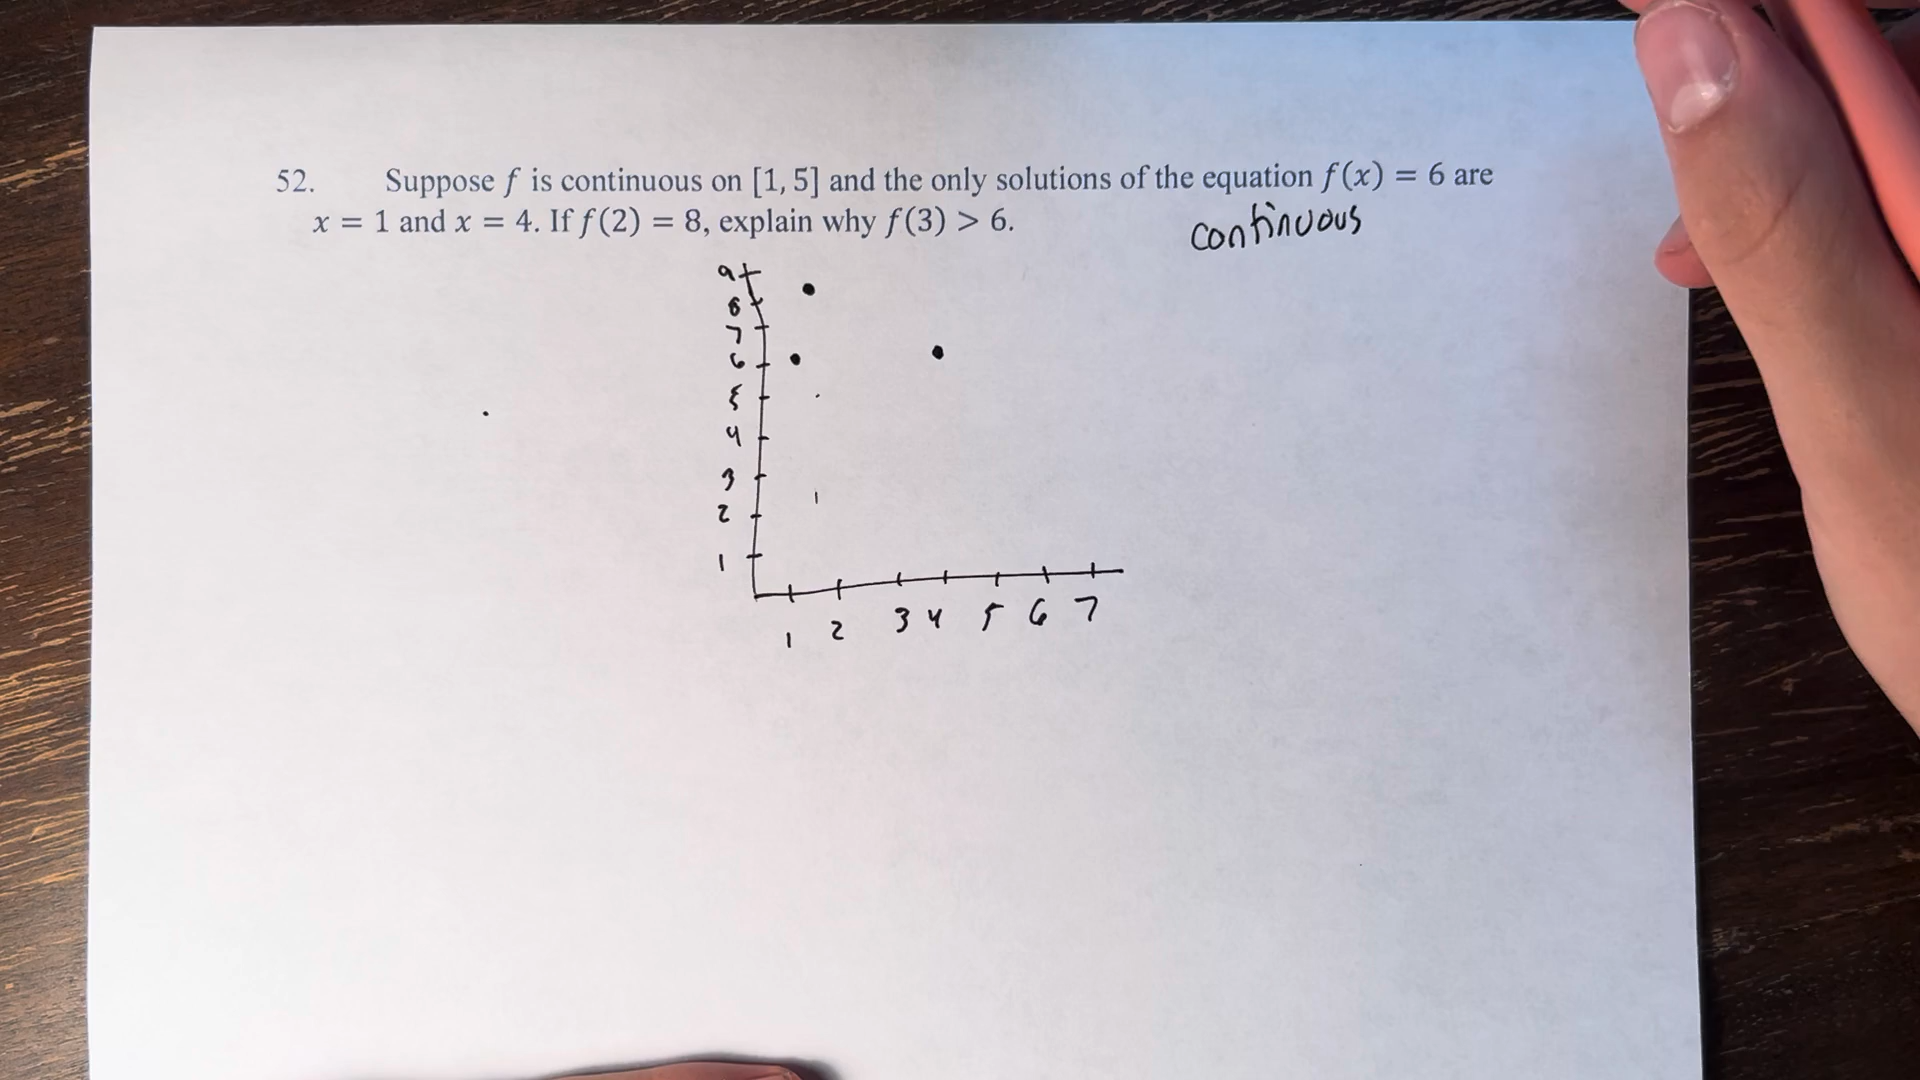 52. Suppose f is continuous on [1, 5] and the only solutions of the equation f(x) = 6 are
x = 1 and x = 4. If f(2) = 8, explain why f(3) > 6.
continuous
9
8
7
6
5
4
3
2
1
1 2 3 4 5 6 7